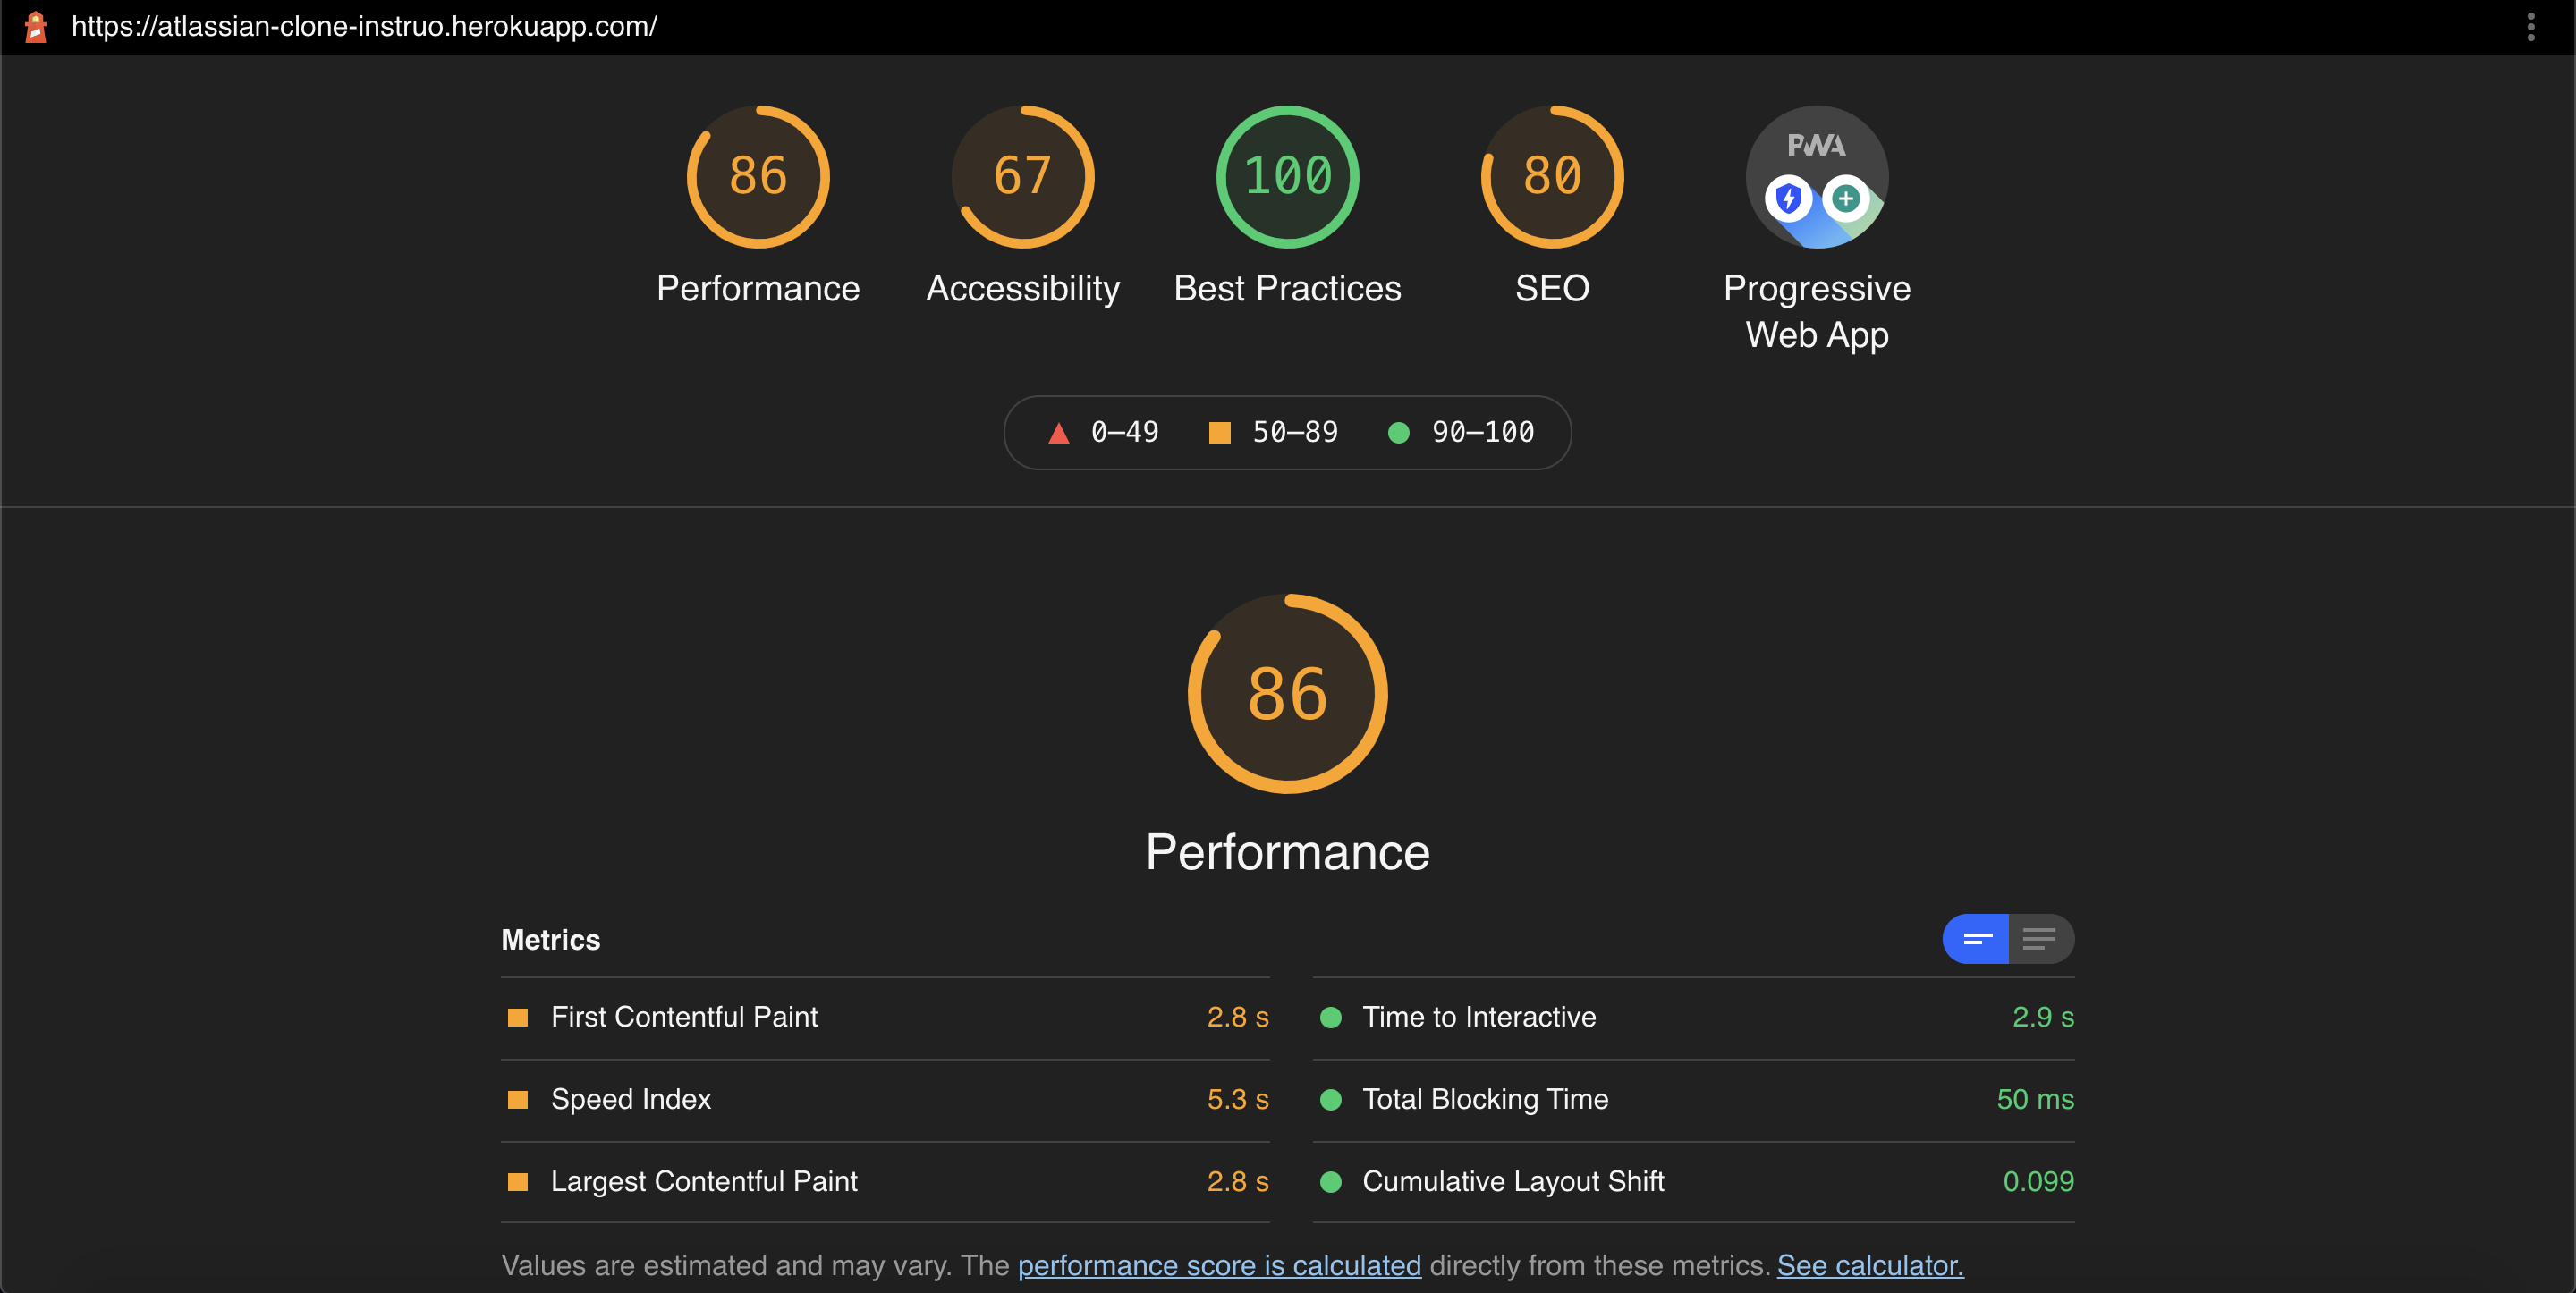 https://atlassian-clone-instruo.herokuapp.com/
86
67
100
80
PWA
Performance
Accessibility
Best Practices
SEO
Progressive
Web App
0–49
50–89
90–100
86
Performance
Metrics
First Contentful Paint 2.8 s
Time to Interactive 2.9 s
Speed Index 5.3 s
Total Blocking Time 50 ms
Largest Contentful Paint 2.8 s
Cumulative Layout Shift 0.099
Values are estimated and may vary. The performance score is calculated directly from these metrics. See calculator.